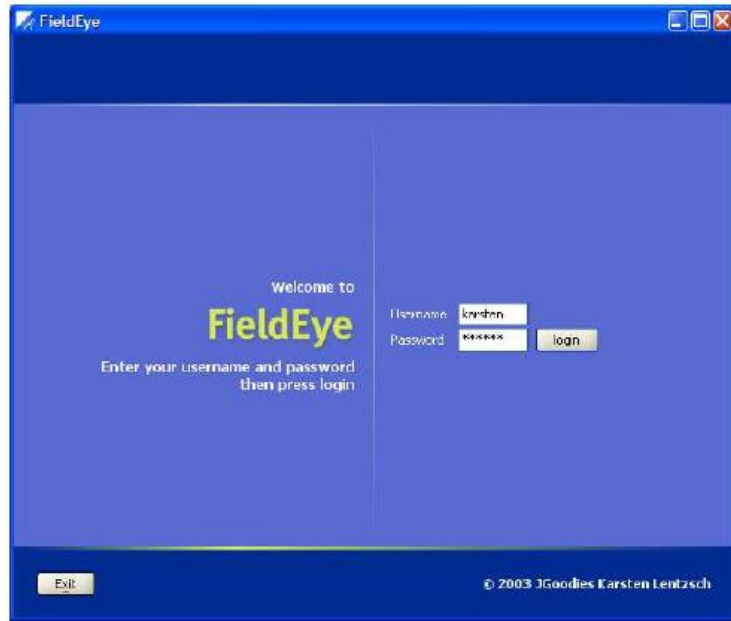 FieldEye
Welcome to
FieldEye
Enter your username and password
then press login
Username karsten
Password ******
login
Exit
© 2003 JGoodies Karsten Lentzsch